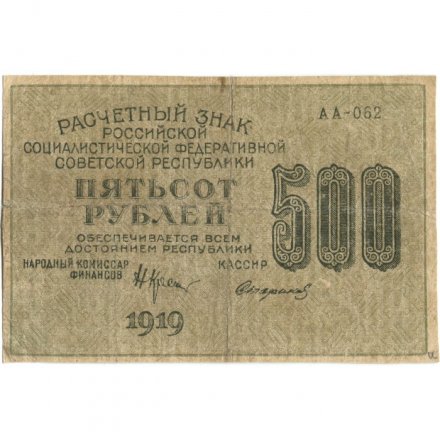 АА-062
РАСЧЕТНЫЙ ЗНАК
РОССИЙСКОЙ
СОЦИАЛИСТИЧЕСКОЙ ФЕДЕРАТИВНОЙ
СОВЕТСКОЙ РЕСПУБЛИКИ
ПЯТЬСОТ
РУБЛЕЙ
500
ОБЕСПЕЧИВАЕТСЯ ВСЕМ
ДОСТОЯНИЕМ РЕСПУБЛИКИ
НАРОДНЫЙ КОМИССАР
ФИНАНСОВ
КАССИР
1919